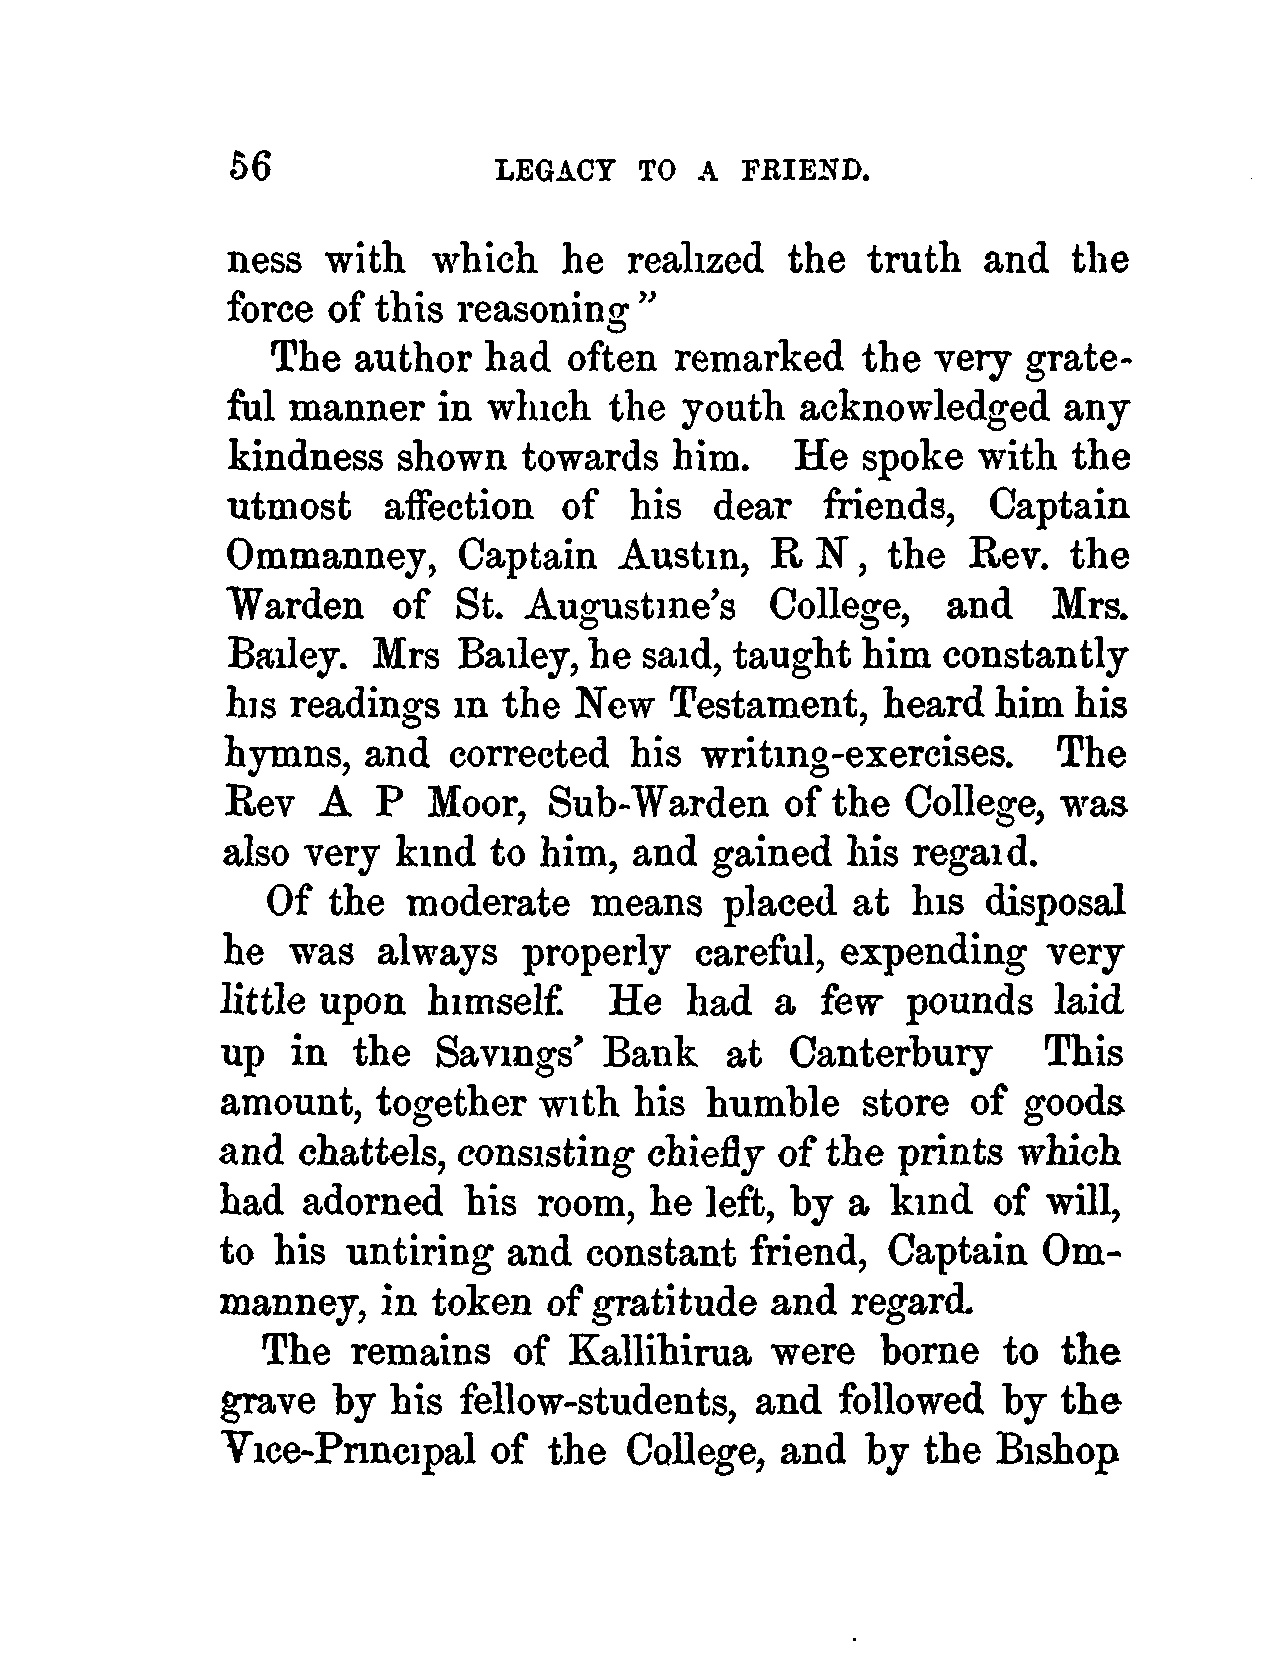 56 LEGACY TO A FRIEND.
ness with which he realized the truth and the
force of this reasoning”
The author had often remarked the very grate-
ful manner in which the youth acknowledged any
kindness shown towards him. He spoke with the
utmost affection of his dear friends, Captain
Ommanney, Captain Austin, R N, the Rev. the
Warden of St. Augustine's College, and Mrs.
Bailey. Mrs Bailey, he said, taught him constantly
his readings in the New Testament, heard him his
hymns, and corrected his writing-exercises. The
Rev A P Moor, Sub-Warden of the College, was
also very kind to him, and gained his regard.
Of the moderate means placed at his disposal
he was always properly careful, expending very
little upon himself. He had a few pounds laid
up in the Savings' Bank at Canterbury This
amount, together with his humble store of goods
and chattels, consisting chiefly of the prints which
had adorned his room, he left, by a kind of will,
to his untiring and constant friend, Captain Om-
manney, in token of gratitude and regard.
The remains of Kallihirua were borne to the
grave by his fellow-students, and followed by the
Vice-Principal of the College, and by the Bishop